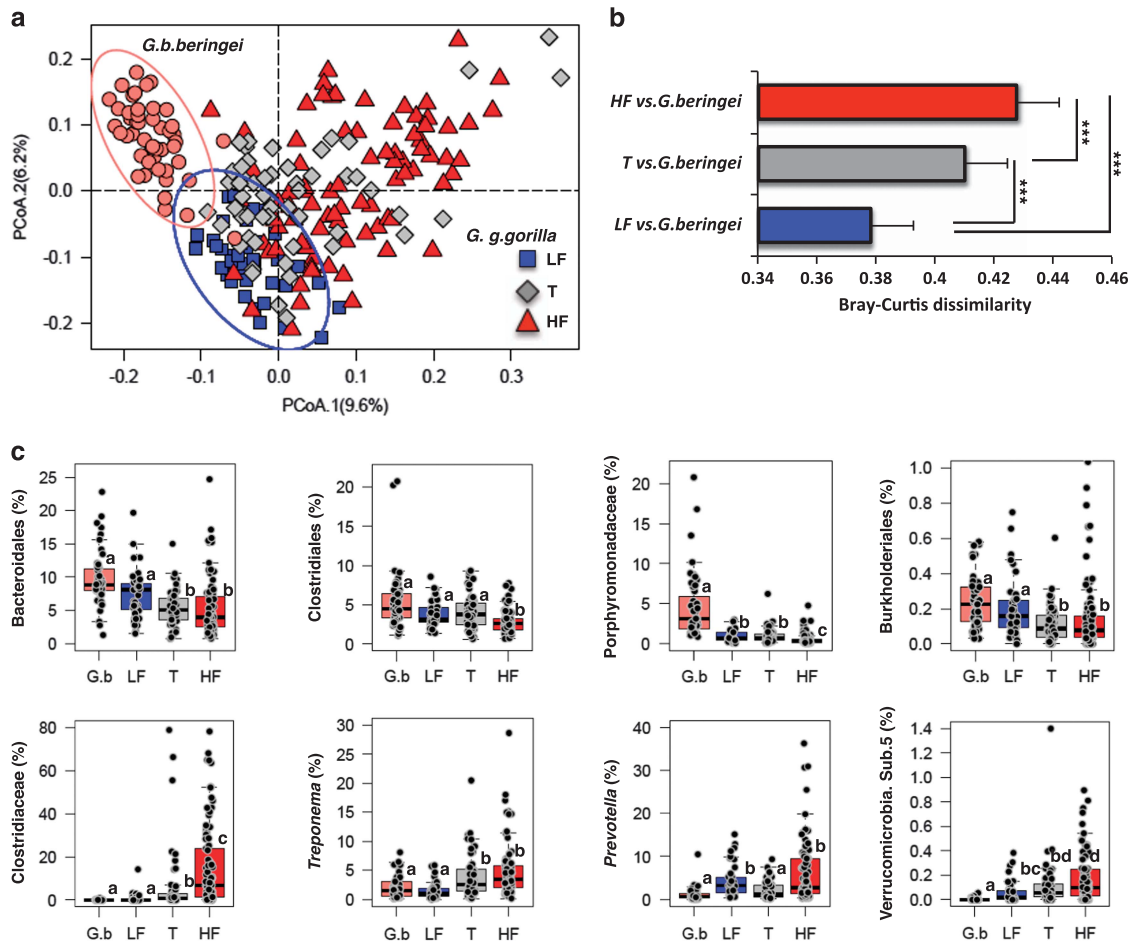 a
G.b.beringei
PCoA.2(6.2%)
0.2
0.1
0.0
-0.1
-0.2
G. g.gorilla
LF
T
HF
-0.2
-0.1
0.0
0.1
0.2
0.3
PCoA.1(9.6%)
b
HF vs.G.beringei
T vs.G.beringei
LF vs.G.beringei
***
***
***
0.34
0.36
0.38
0.4
0.42
0.44
0.46
Bray-Curtis dissimilarity
c
Bacteroidales (%)
25
20
15
10
5
0
a
a
b
b
G.b
LF
T
HF
Clostridiales (%)
20
15
10
5
0
a
a
a
b
G.b
LF
T
HF
Porphyromonadaceae (%)
20
15
10
5
0
a
b
b
c
G.b
LF
T
HF
Burkholderiales (%)
1.0
0.8
0.6
0.4
0.2
0.0
a
a
b
b
G.b
LF
T
HF
Clostridiaceae (%)
80
60
40
20
0
a
a
b
c
G.b
LF
T
HF
Treponema (%)
30
25
20
15
10
5
0
a
a
b
b
G.b
LF
T
HF
Prevotella (%)
40
30
20
10
0
a
b
a
b
G.b
LF
T
HF
Verrucomicrobia. Sub.5 (%)
1.4
1.2
1.0
0.8
0.6
0.4
0.2
0.0
a
bc
bd
d
G.b
LF
T
HF